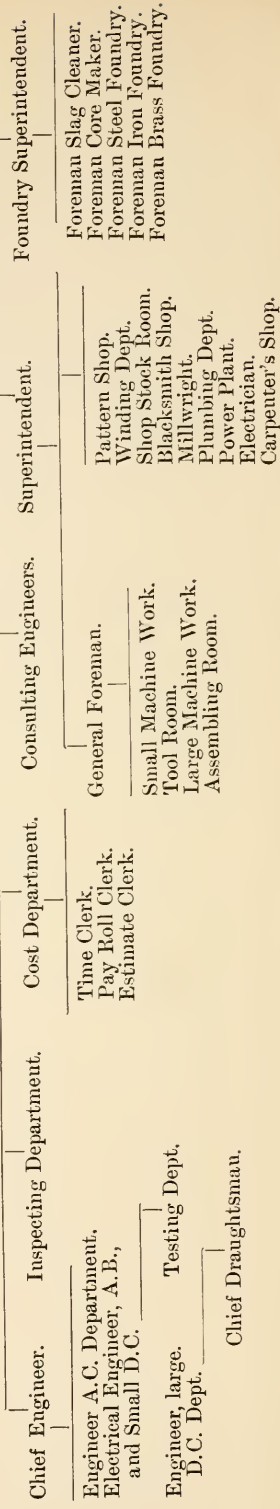 Chief Engineer.
Inspecting Department.
Cost Department.
Consulting Engineers.
Superintendent.
Foundry Superintendent.
Engineer A.C. Department.
Electrical Engineer, A.B.,
and Small D.C.
Testing Dept.
Engineer, large.
D.C. Dept.
Chief Draughtsman.
Time Clerk.
Pay Roll Clerk.
Estimate Clerk.
General Foreman.
Small Machine Work.
Tool Room.
Large Machine Work.
Assembling Room.
Pattern Shop.
Winding Dept.
Shop Stock Room.
Blacksmith Shop.
Millwright.
Plumbing Dept.
Power Plant.
Electrician.
Carpenter's Shop.
Foreman Slag Cleaner.
Foreman Core Maker.
Foreman Steel Foundry.
Foreman Iron Foundry.
Foreman Brass Foundry.